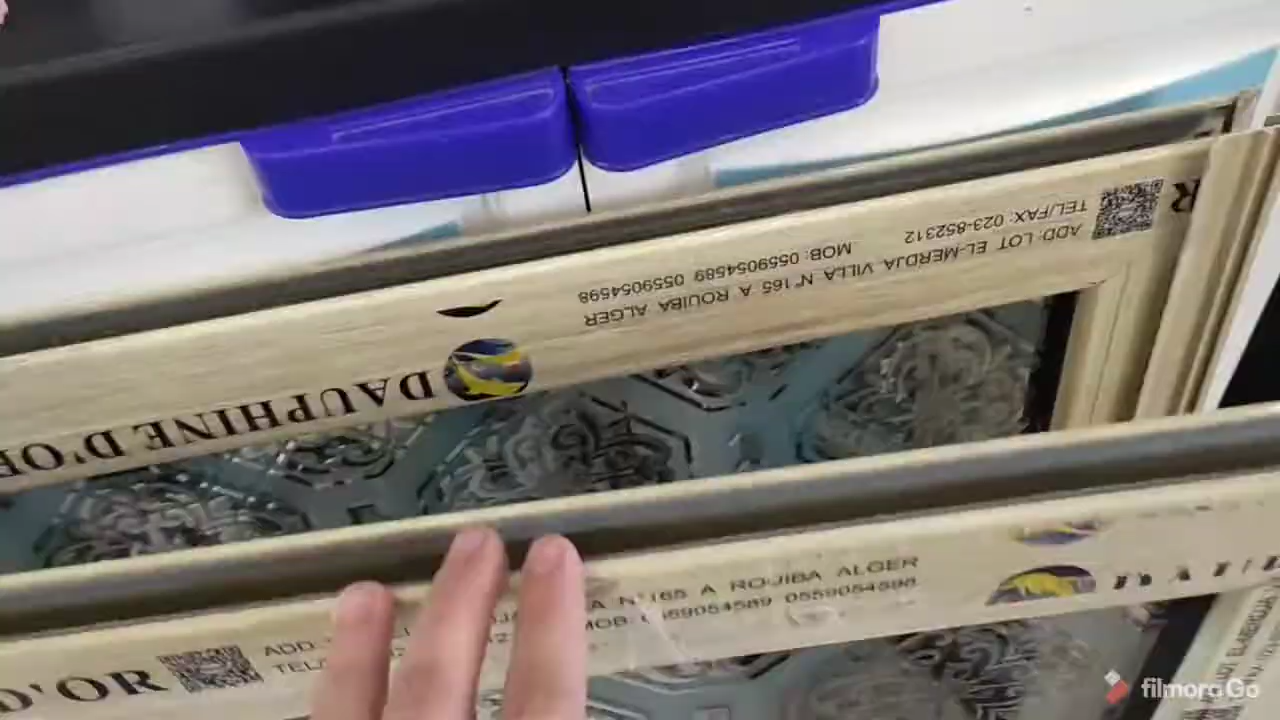 R
ADD: LOT EL-MERDJA VILLA N°165 A ROUIBA ALGER
TEL/FAX: 023-852312 MOB: 0559054589 0559054598
DAUPHINE D'OR
N°165 A ROUIBA ALGER
MOB: 0559054589 0559054598
D'OR
ADD:
filmoraGo